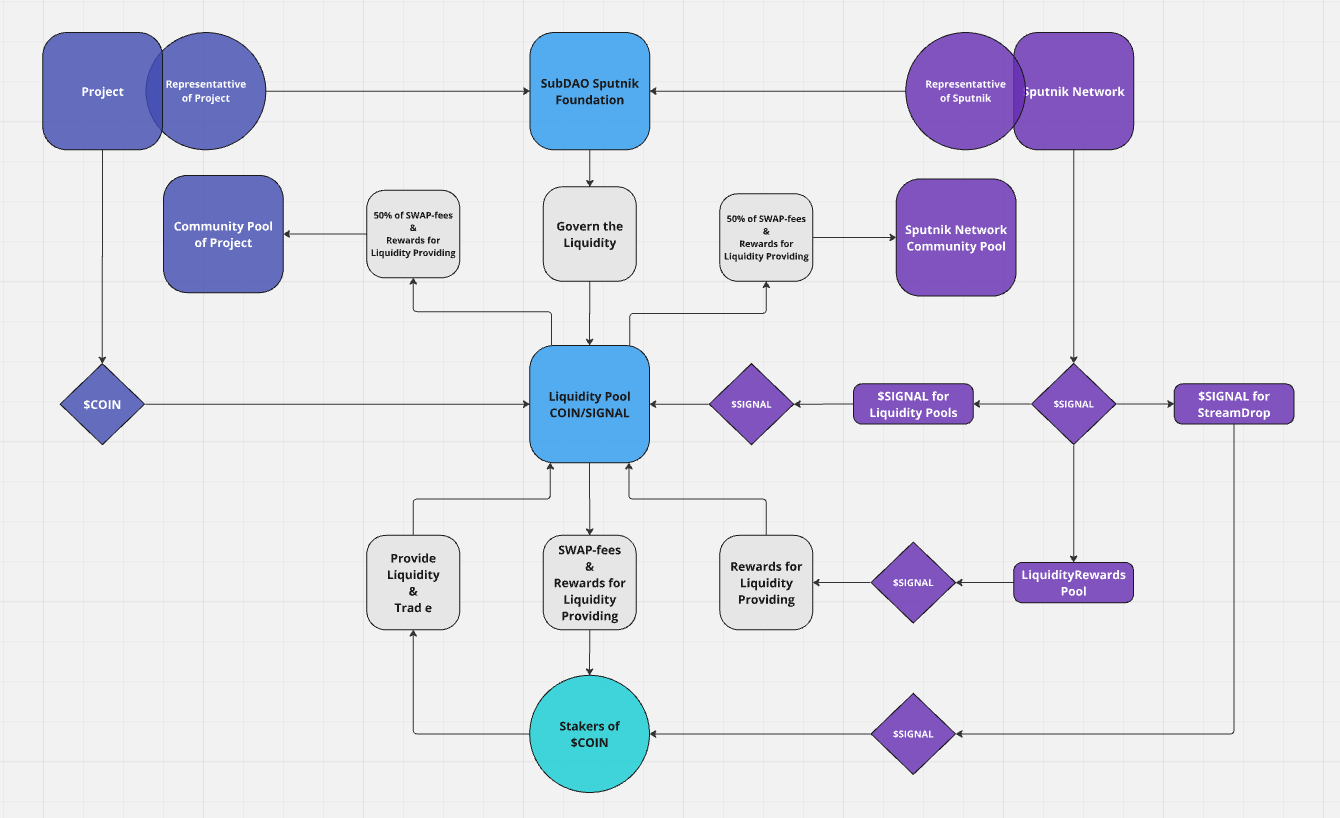 Project
Representattive
of Project
SubDAO Sputnik
Foundation
Representtive
of Sputnik
Sputnik Network
Community Pool
of Project
50% of SWAP-fees
&
Rewards for
Liquidity Providing
Govern the
Liquidity
50% of SWAP-fees
&
Rewards for
Liquidity Providing
Sputnik Network
Community Pool
$COIN
Liquidity Pool
COIN/SIGNAL
$SIGNAL
$SIGNAL for
Liquidity Pools
$SIGNAL
$SIGNAL for
StreamDrop
Provide
Liquidity
&
Trad e
SWAP-fees
&
Rewards for
Liquidity
Providing
Rewards for
Liquidity
Providing
$SIGNAL
LiquidityRewards
Pool
Stakers of
$COIN
$SIGNAL